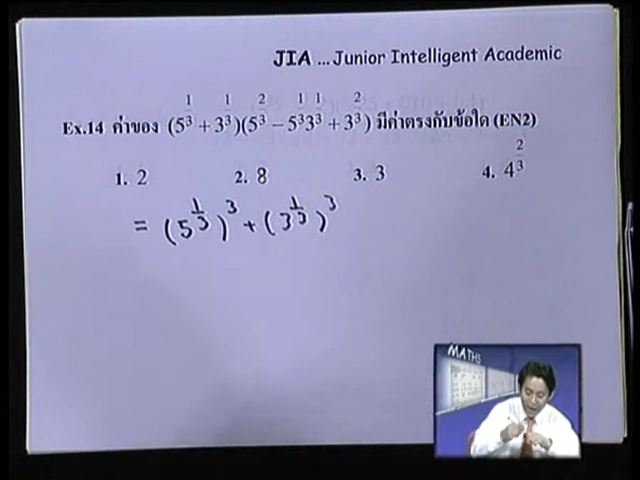 JIA ... Junior Intelligent Academic
Ex.14 ค่าของ (5^{1/3} + 3^{1/3})(5^{2/3} − 5^{1/3}3^{1/3} + 3^{2/3}) มีค่าตรงกับข้อใด (EN2)
1. 2 2. 8 3. 3 4. 4^{2/3}
= (5^{1/3})^3 + (3^{1/3})^3
MATHS